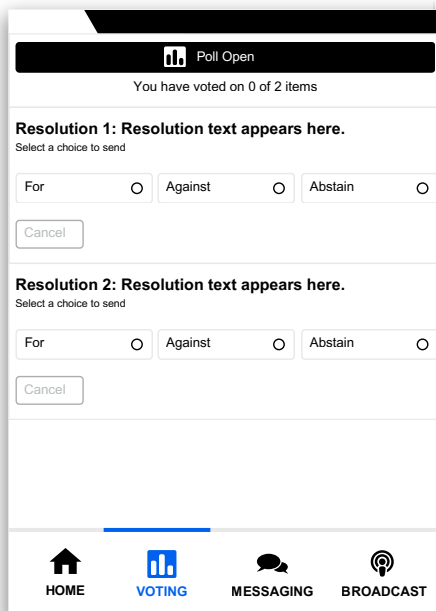 Poll Open
You have voted on 0 of 2 items
Resolution 1: Resolution text appears here.
Select a choice to send
For Against Abstain
Cancel
Resolution 2: Resolution text appears here.
Select a choice to send
For Against Abstain
Cancel
HOME VOTING MESSAGING BROADCAST